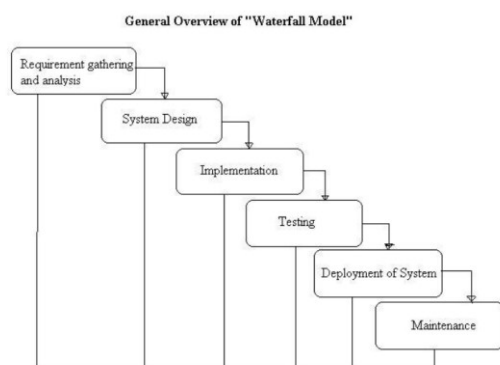 General Overview of "Waterfall Model"
Requirement gathering
and analysis
System Design
Implementation
Testing
Deployment of System
Maintenance